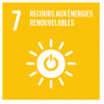 7 RECOURS AUX ÉNERGIES
RENOUVELABLES